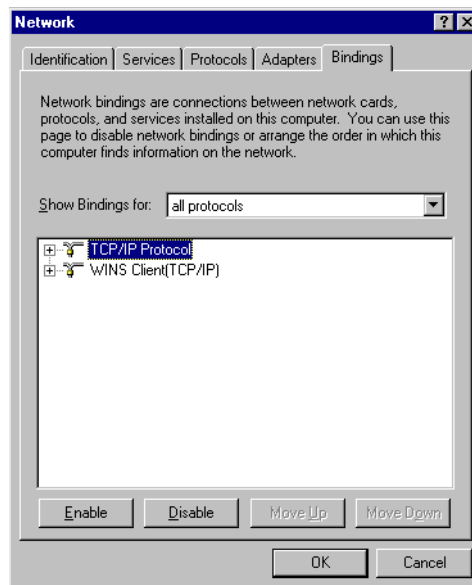 Network
Identification Services Protocols Adapters Bindings
Network bindings are connections between network cards,
protocols, and services installed on this computer. You can use this
page to disable network bindings or arrange the order in which this
computer finds information on the network.
Show Bindings for: all protocols
TCP/IP Protocol
WINS Client(TCP/IP)
Enable Disable Move Up Move Down
OK Cancel